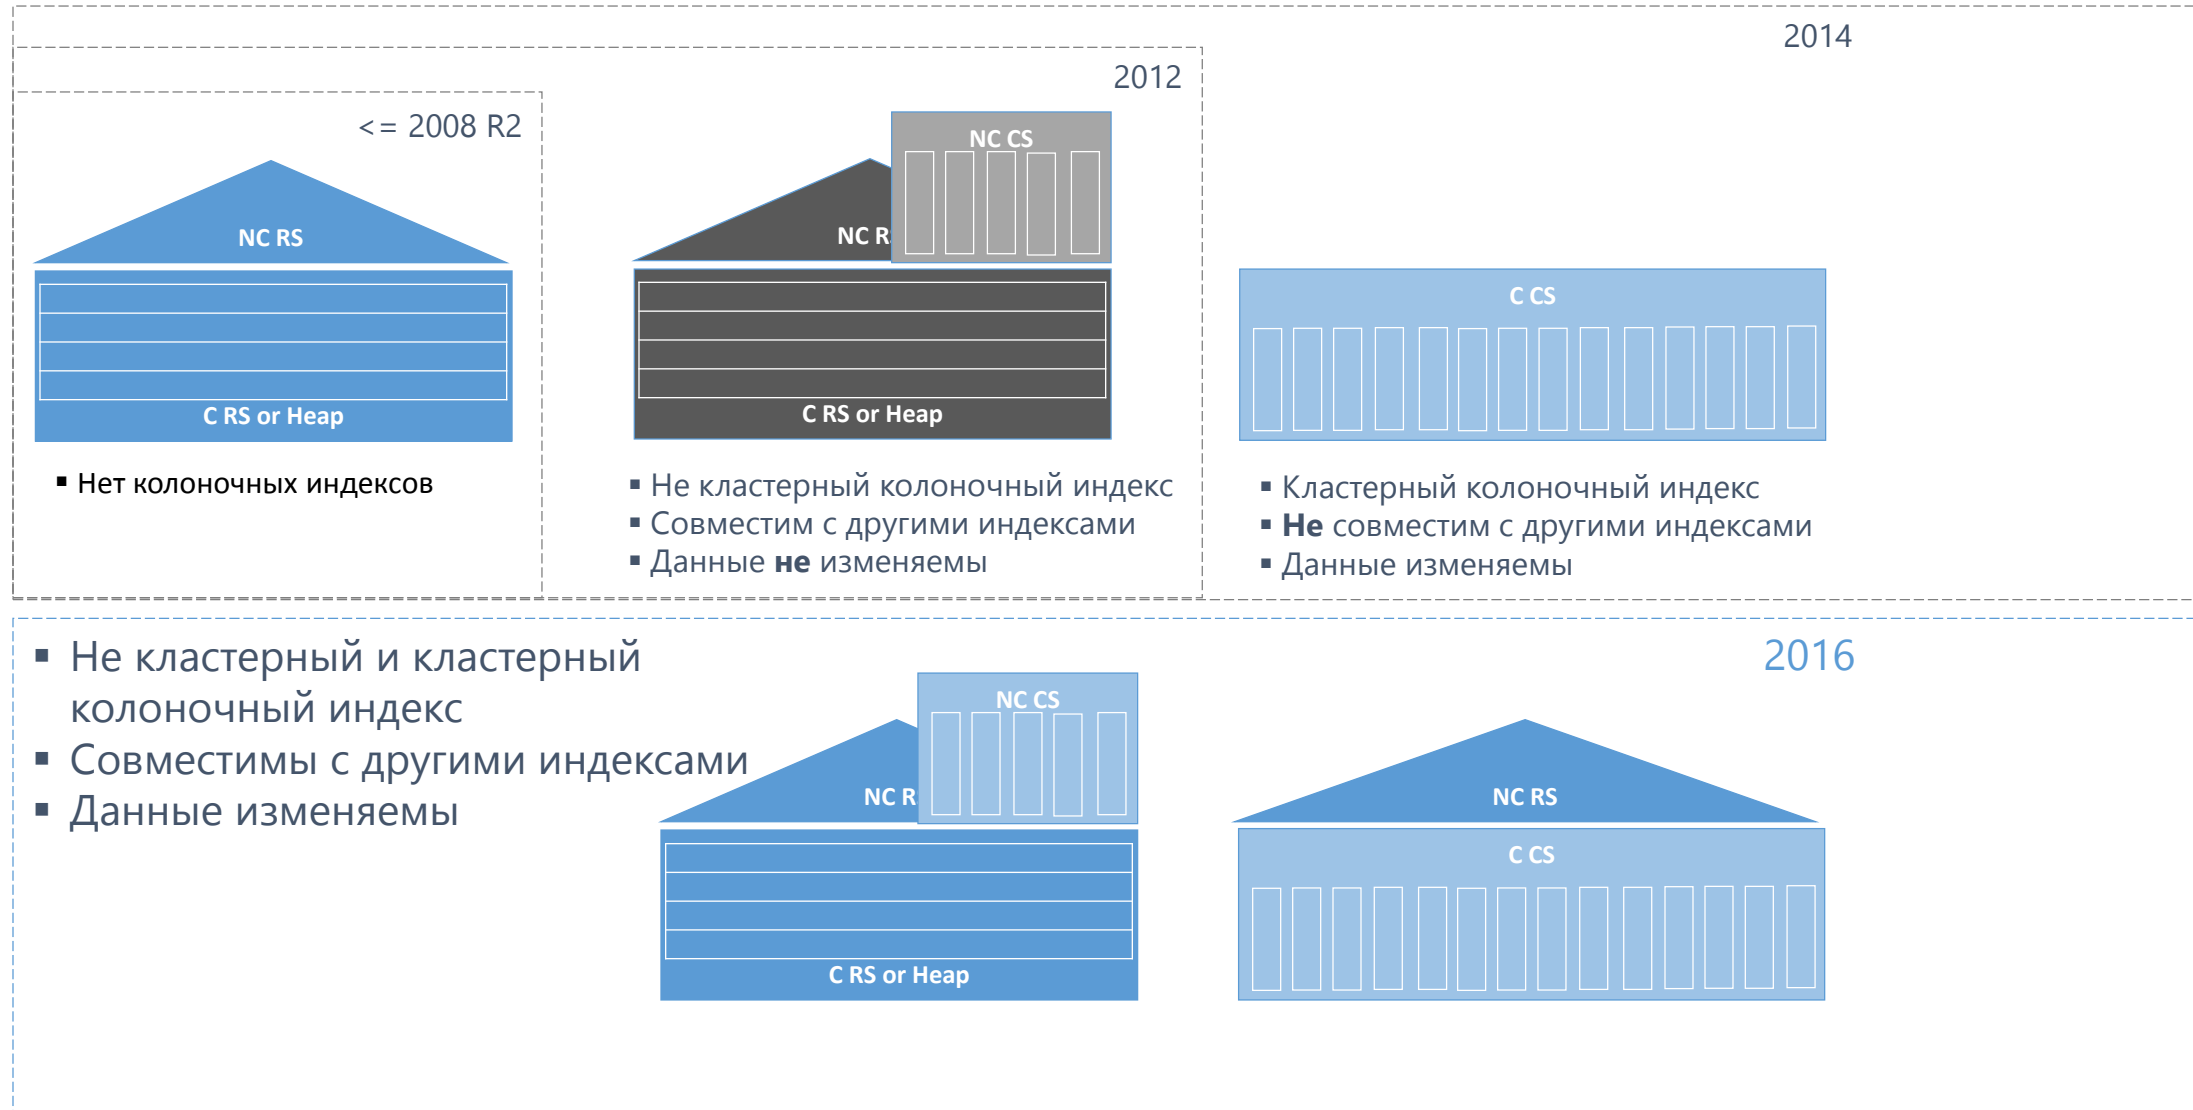 2014
2012
<= 2008 R2
NC RS
C RS or Heap
▪ Нет колоночных индексов
NC CS
NC R
C RS or Heap
▪ Не кластерный колоночный индекс
▪ Совместим с другими индексами
▪ Данные не изменяемы
C CS
▪ Кластерный колоночный индекс
▪ Не совместим с другими индексами
▪ Данные изменяемы
2016
▪ Не кластерный и кластерный
колоночный индекс
▪ Совместимы с другими индексами
▪ Данные изменяемы
NC CS
NC R
C RS or Heap
NC RS
C CS